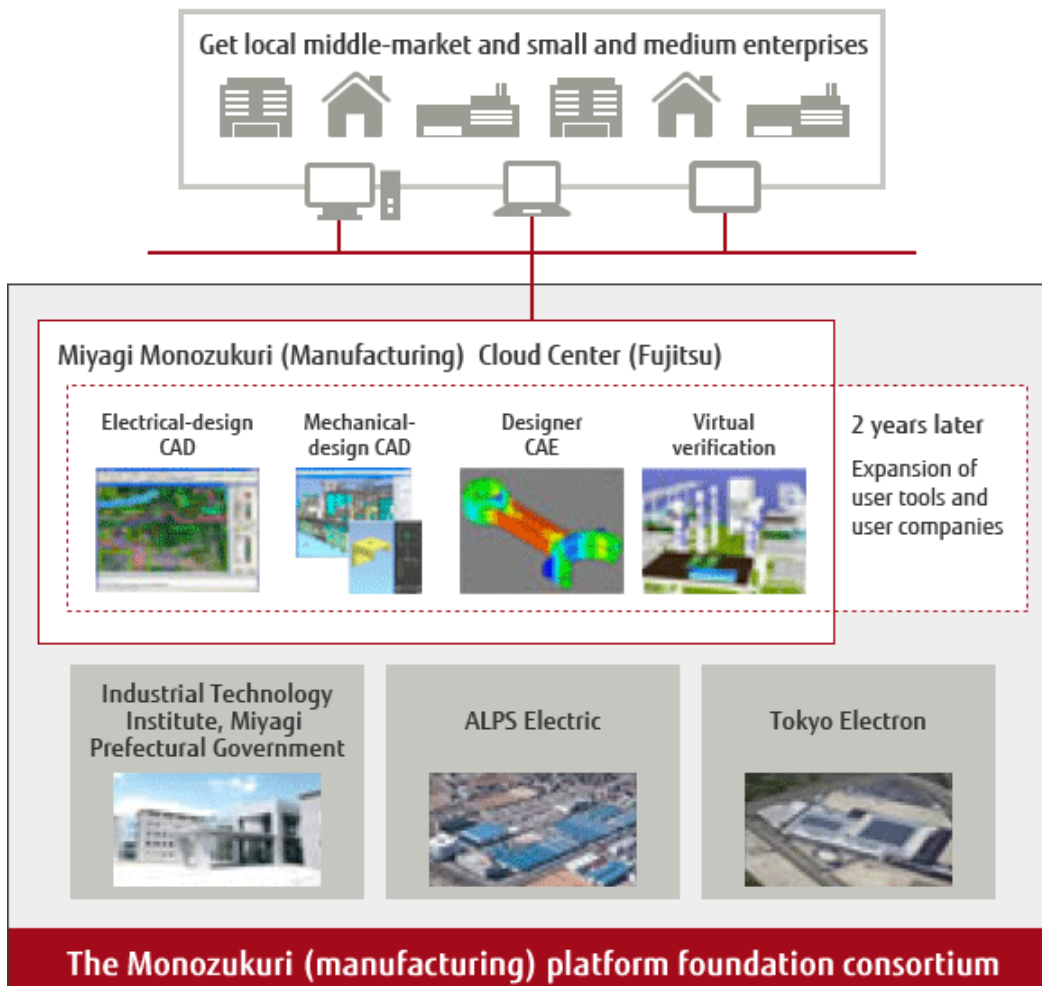 Get local middle-market and small and medium enterprises
Miyagi Monozukuri (Manufacturing) Cloud Center (Fujitsu)
Electrical-design
CAD
Mechanical-
design CAD
Designer
CAE
Virtual
verification
2 years later
Expansion of
user tools and
user companies
Industrial Technology
Institute, Miyagi
Prefectural Government
ALPS Electric
Tokyo Electron
The Monozukuri (manufacturing) platform foundation consortium